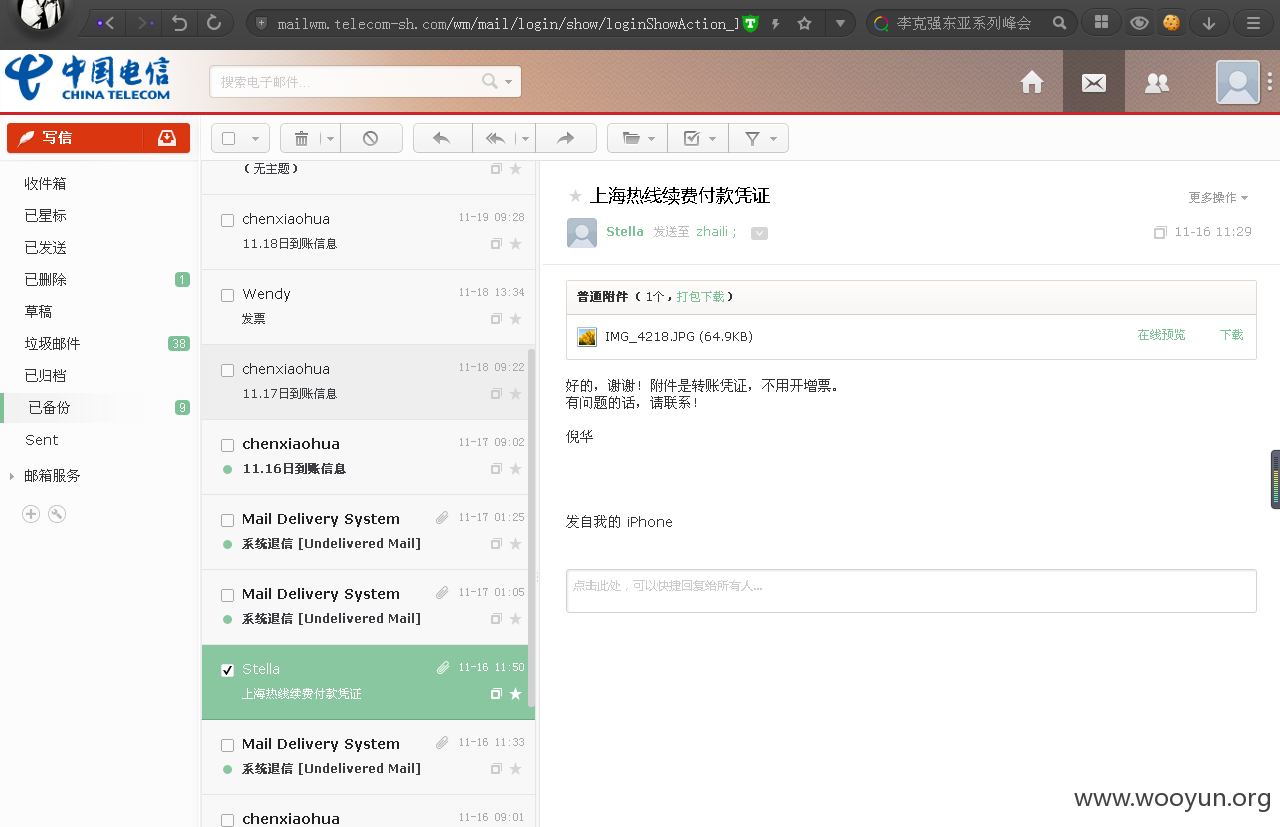 mailwm.telecom-sh.com/wm/mail/login/show/loginShowAction_
李克强东亚系列峰会
中国电信
CHINA TELECOM
搜索电子邮件...
写信
收件箱
已星标
已发送
已删除 1
草稿
垃圾邮件 38
已归档
已备份 9
Sent
邮箱服务
（无主题）
chenxiaohua 11-19 09:28
11.18日到账信息
Wendy 11-18 13:34
发票
chenxiaohua 11-18 09:22
11.17日到账信息
chenxiaohua 11-17 09:02
11.16日到账信息
Mail Delivery System 11-17 01:25
系统退信 [Undelivered Mail]
Mail Delivery System 11-17 01:05
系统退信 [Undelivered Mail]
Stella 11-16 11:50
上海热线续费付款凭证
Mail Delivery System 11-16 11:33
系统退信 [Undelivered Mail]
chenxiaohua 11-16 09:01
上海热线续费付款凭证
更多操作
Stella 发送至 zhaili ;
11-16 11:29
普通附件（ 1个，打包下载）
IMG_4218.JPG (64.9KB) 在线预览 下载
好的，谢谢！附件是转账凭证，不用开增票。
有问题的话，请联系！
倪华
发自我的 iPhone
点击此处，可以快捷回复给所有人...
www.wooyun.org